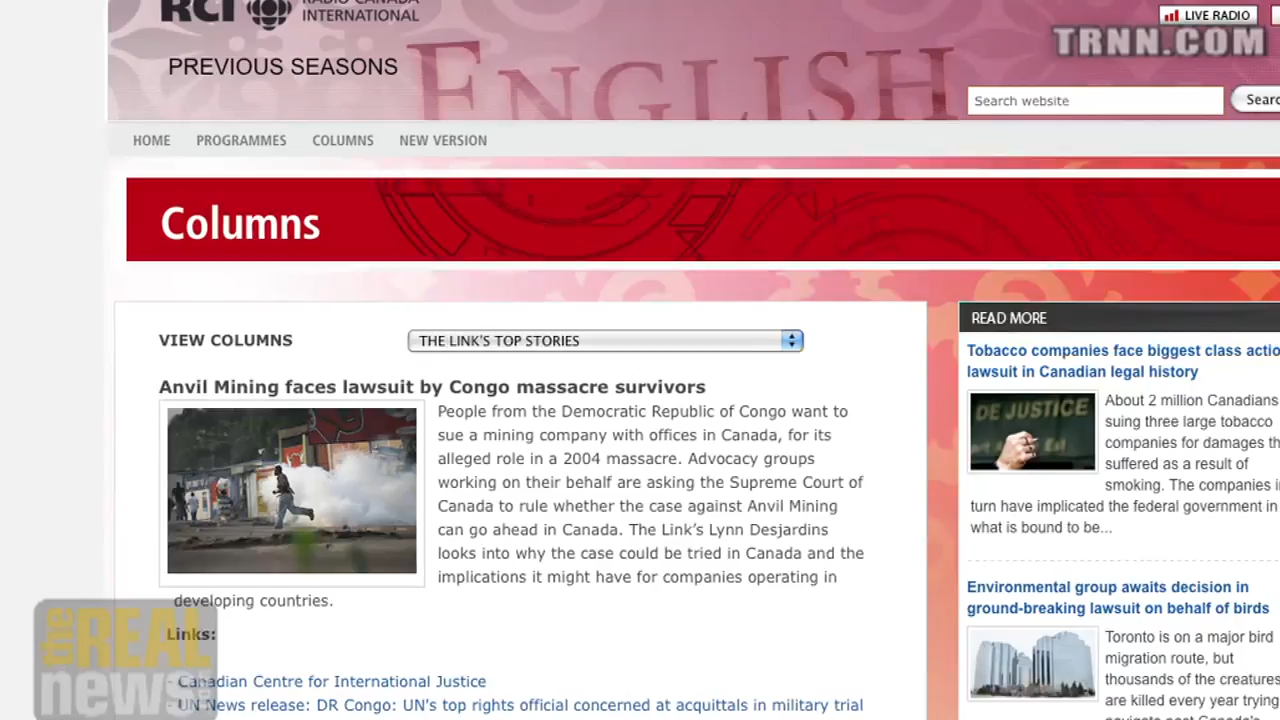 RCI RADIO CANADA
INTERNATIONAL
LIVE RADIO
TRNN.COM
PREVIOUS SEASONS
ENGLISH
Search website
HOME PROGRAMMES COLUMNS NEW VERSION
Columns
VIEW COLUMNS
THE LINK'S TOP STORIES
Anvil Mining faces lawsuit by Congo massacre survivors
People from the Democratic Republic of Congo want to
sue a mining company with offices in Canada, for its
alleged role in a 2004 massacre. Advocacy groups
working on their behalf are asking the Supreme Court of
Canada to rule whether the case against Anvil Mining
can go ahead in Canada. The Link's Lynn Desjardins
looks into why the case could be tried in Canada and the
implications it might have for companies operating in
developing countries.
Links:
- Canadian Centre for International Justice
- UN News release: DR Congo: UN's top rights official concerned at acquittals in military trial
READ MORE
Tobacco companies face biggest class actio
lawsuit in Canadian legal history
DE JUSTICE
About 2 million Canadians
suing three large tobacco
companies for damages th
suffered as a result of
smoking. The companies i
turn have implicated the federal government in
what is bound to be...
Environmental group awaits decision in
ground-breaking lawsuit on behalf of birds
Toronto is on a major bird
migration route, but
thousands of the creatures
are killed every year trying
the REAL
news